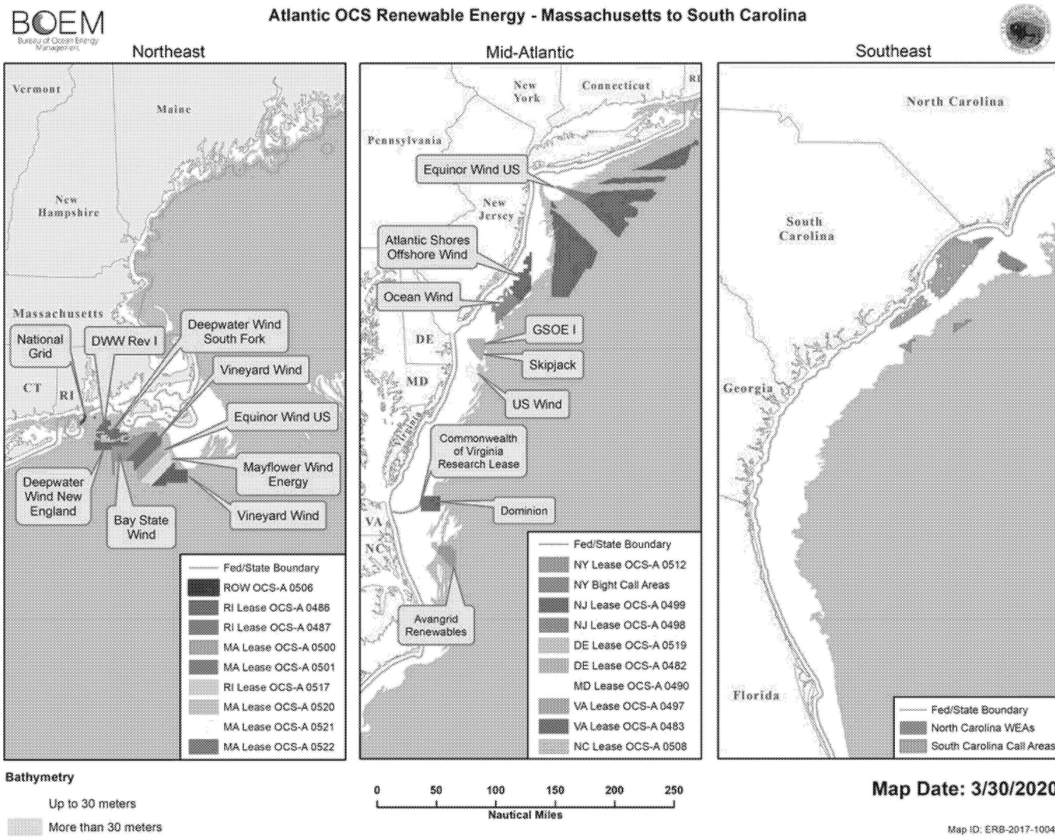 BOEM
Bureau of Ocean Energy
Management
Atlantic OCS Renewable Energy - Massachusetts to South Carolina
Northeast
Vermont
Maine
New
Hampshire
Massachusetts
National
Grid
DWW Rev I
Deepwater Wind
South Fork
Vineyard Wind
CT
RI
Equinor Wind US
Mayflower Wind
Energy
Deepwater
Wind New
England
Bay State
Wind
Vineyard Wind
Fed/State Boundary
ROW OCS-A 0506
RI Lease OCS-A 0486
RI Lease OCS-A 0487
MA Lease OCS-A 0500
MA Lease OCS-A 0501
RI Lease OCS-A 0517
MA Lease OCS-A 0520
MA Lease OCS-A 0521
MA Lease OCS-A 0522
Mid-Atlantic
New
York
Connecticut
RI
Pennsylvania
Equinor Wind US
New
Jersey
Atlantic Shores
Offshore Wind
Ocean Wind
DE
GSOE I
Skipjack
MD
US Wind
Virginia
Commonwealth
of Virginia
Research Lease
Dominion
VA
NC
Avangrid
Renewables
Fed/State Boundary
NY Lease OCS-A 0512
NY Bight Call Areas
NJ Lease OCS-A 0499
NJ Lease OCS-A 0498
DE Lease OCS-A 0519
DE Lease OCS-A 0482
MD Lease OCS-A 0490
VA Lease OCS-A 0497
VA Lease OCS-A 0483
NC Lease OCS-A 0508
Southeast
North Carolina
South
Carolina
Georgia
Florida
Fed/State Boundary
North Carolina WEAs
South Carolina Call Areas
Bathymetry
Up to 30 meters
More than 30 meters
0 50 100 150 200 250
Nautical Miles
Map Date: 3/30/2020
Map ID: ERB-2017-1004